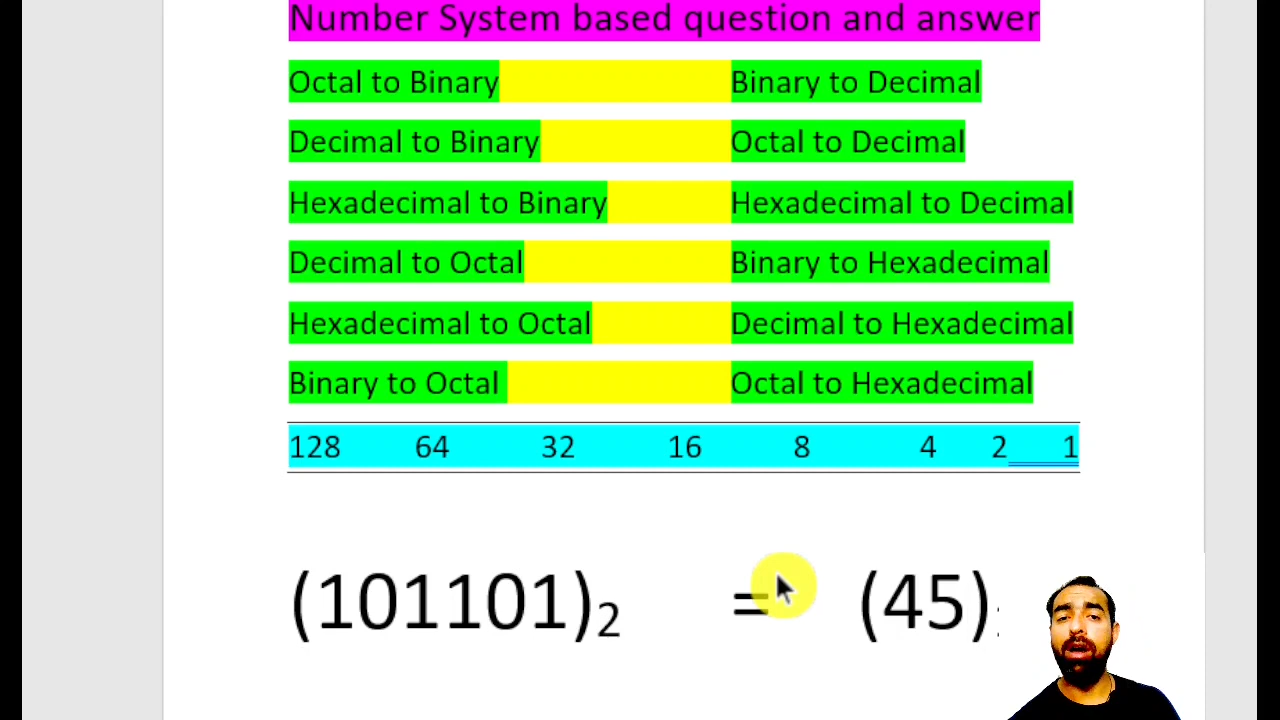 Number System based question and answer
Octal to Binary Binary to Decimal
Decimal to Binary Octal to Decimal
Hexadecimal to Binary Hexadecimal to Decimal
Decimal to Octal Binary to Hexadecimal
Hexadecimal to Octal Decimal to Hexadecimal
Binary to Octal Octal to Hexadecimal
128 64 32 16 8 4 2 1
(101101)₂ = (45)